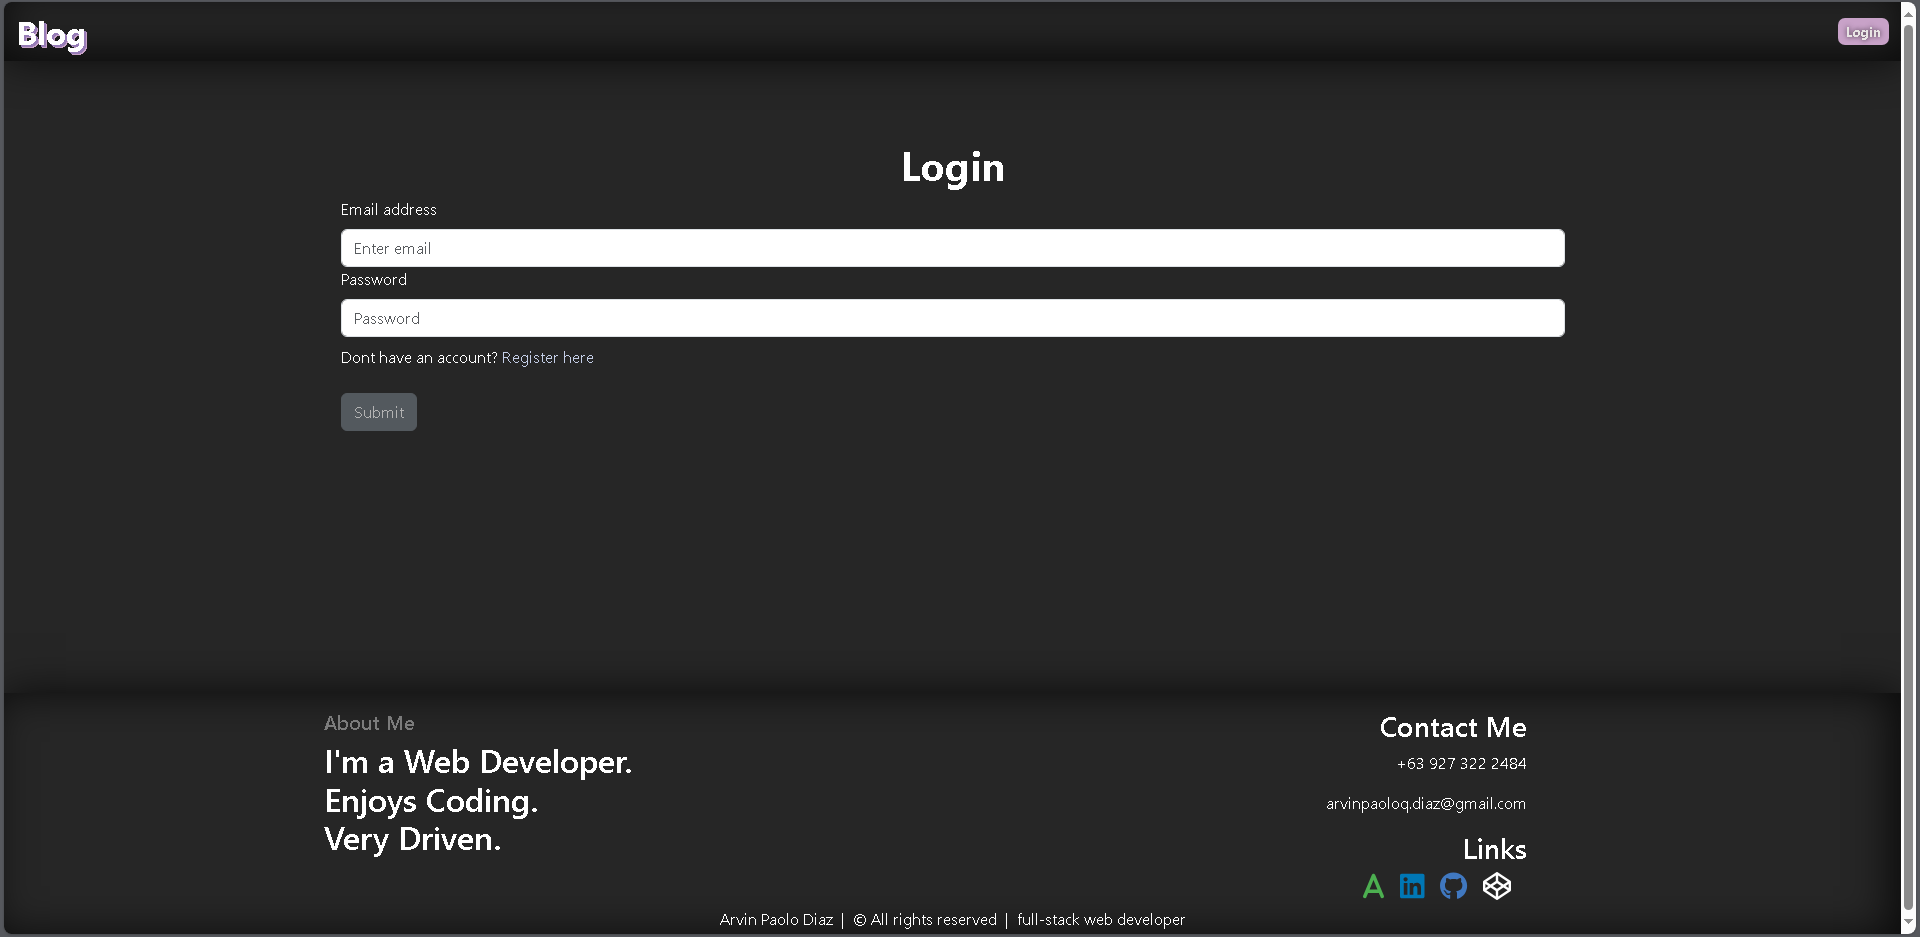 Blog
Login
Login
Email address
Enter email
Password
Password
Dont have an account? Register here
Submit
About Me
I'm a Web Developer.
Enjoys Coding.
Very Driven.
Contact Me
+63 927 322 2484
arvinpaoloq.diaz@gmail.com
Links
Arvin Paolo Diaz | © All rights reserved | full-stack web developer